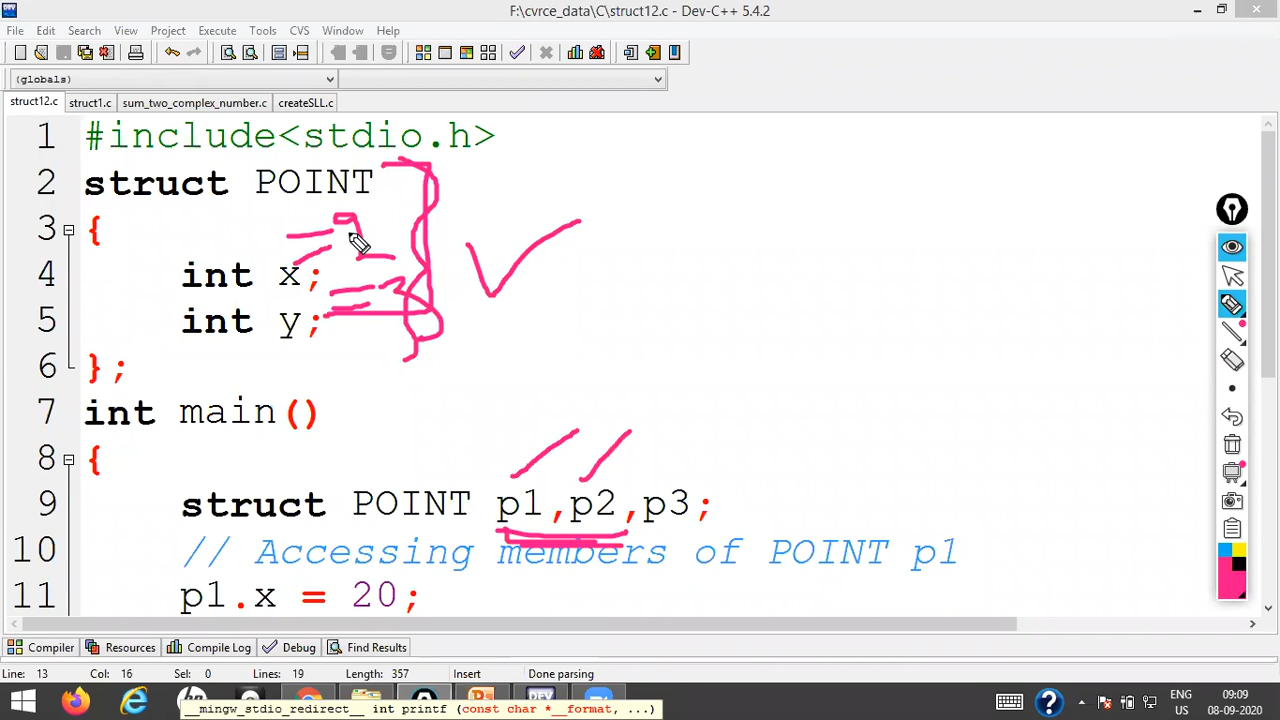 F:\cvrce_data\C\struct12.c - Dev-C++ 5.4.2
File Edit Search View Project Execute Tools CVS Window Help
(globals)
struct12.c struct1.c sum_two_complex_number.c createSLL.c
1 #include<stdio.h>
2 struct POINT
3 {
4 int x;
5 int y;
6 };
7 int main()
8 {
9 struct POINT p1,p2,p3;
10 // Accessing members of POINT p1
11 p1.x = 20;
Compiler Resources Compile Log Debug Find Results
Line: 13 Col: 16 Sel: 0 Lines: 19 Length: 357 Insert Done parsing
__mingw_stdio_redirect__ int printf (const char *__format, ...)
ENG 09:09
US 08-09-2020